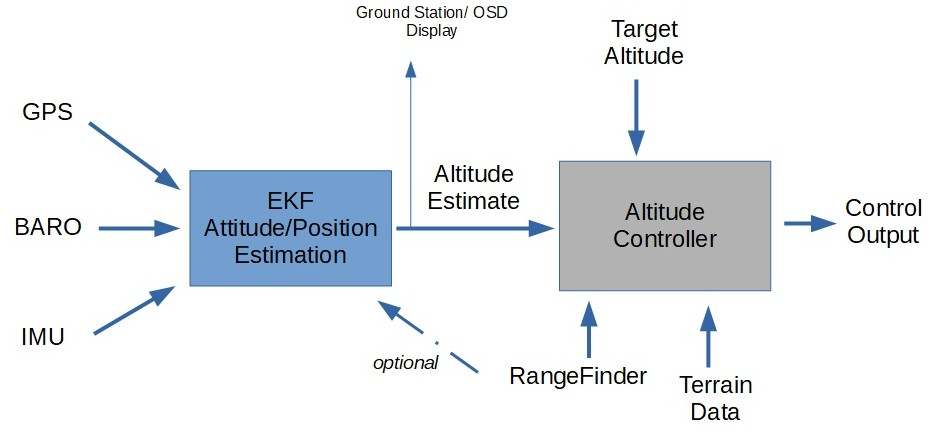 Ground Station/ OSD
Display
Target
Altitude
GPS
BARO
IMU
EKF
Attitude/Position
Estimation
Altitude
Estimate
Altitude
Controller
Control
Output
optional
RangeFinder
Terrain
Data